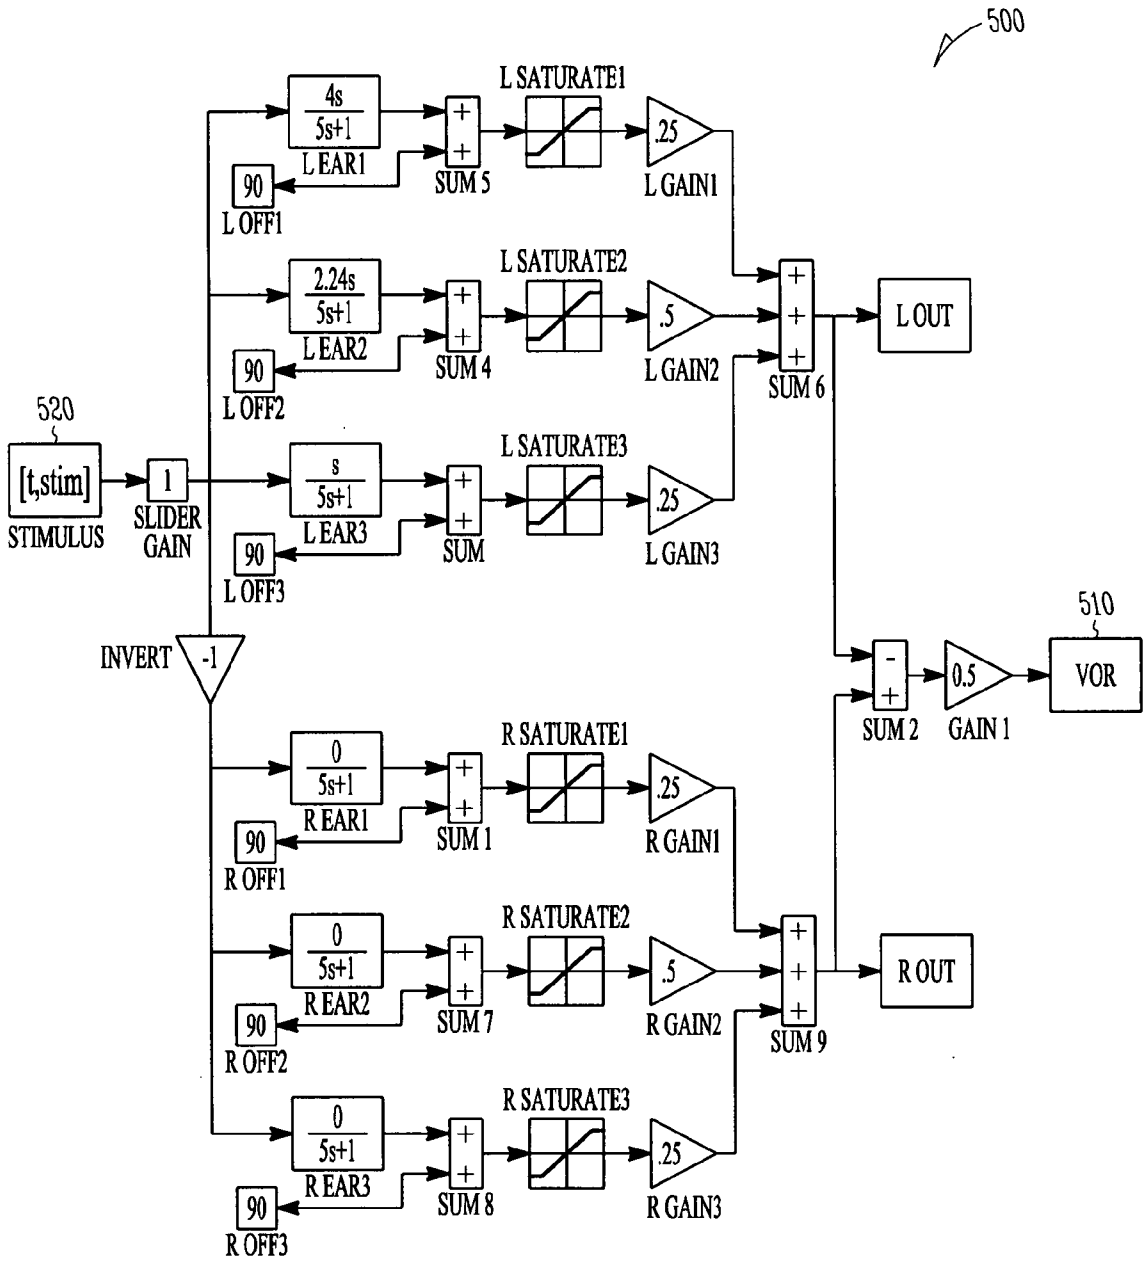 500
L SATURATE1
4s
5s+1
L EAR1
+
+
SUM 5
.25
L GAIN1
90
L OFF1
L SATURATE2
2.24s
5s+1
L EAR2
+
+
SUM 4
.5
L GAIN2
90
L OFF2
+
+
+
SUM 6
L OUT
520
[t,stim]
STIMULUS
1
SLIDER
GAIN
L SATURATE3
s
5s+1
L EAR3
+
+
SUM
.25
L GAIN3
90
L OFF3
INVERT
-1
-
+
SUM 2
0.5
GAIN 1
510
VOR
R SATURATE1
0
5s+1
R EAR1
+
+
SUM 1
.25
R GAIN1
90
R OFF1
R SATURATE2
0
5s+1
R EAR2
+
+
SUM 7
.5
R GAIN2
90
R OFF2
+
+
+
SUM 9
R OUT
R SATURATE3
0
5s+1
R EAR3
+
+
SUM 8
.25
R GAIN3
90
R OFF3